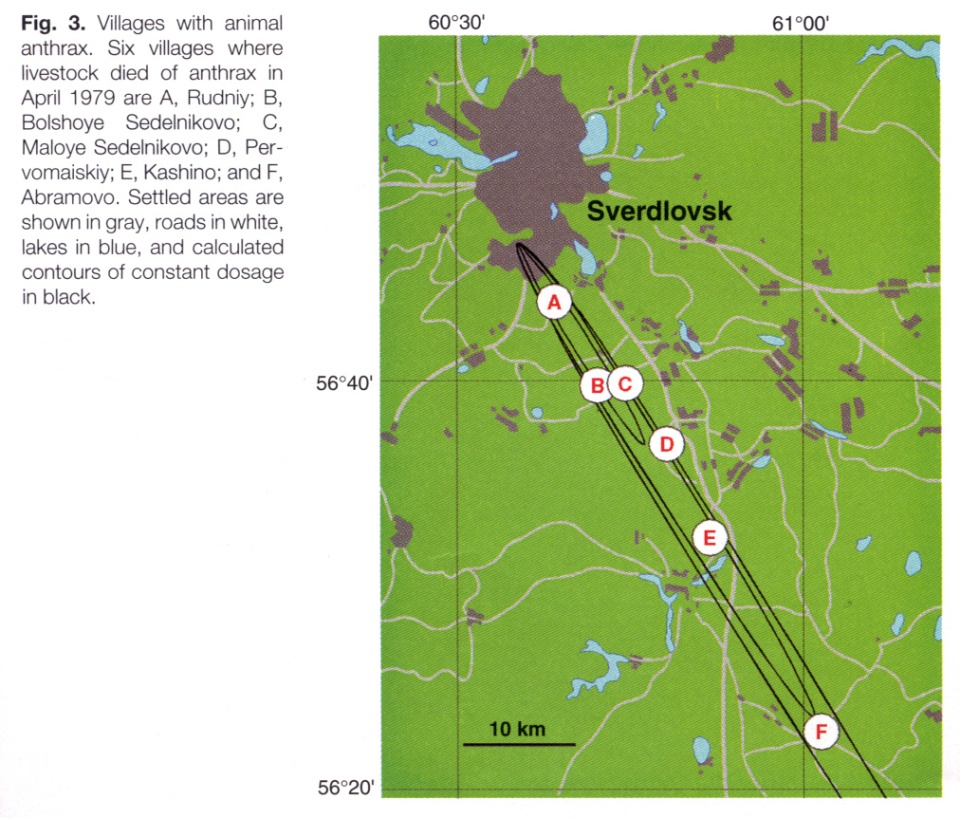 Fig. 3. Villages with animal
anthrax. Six villages where
livestock died of anthrax in
April 1979 are A, Rudniy; B,
Bolshoye Sedelnikovo; C,
Maloye Sedelnikovo; D, Per-
vomaiskiy; E, Kashino; and F,
Abramovo. Settled areas are
shown in gray, roads in white,
lakes in blue, and calculated
contours of constant dosage
in black.
60°30' 61°00'
Sverdlovsk
A
56°40'
B C
D
E
F
10 km
56°20'